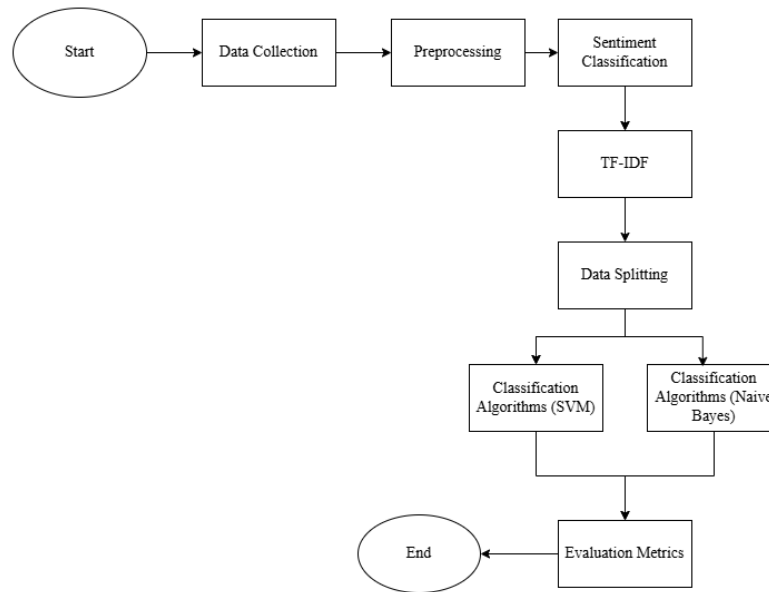 Start
Data Collection
Preprocessing
Sentiment
Classification
TF-IDF
Data Splitting
Classification
Algorithms (SVM)
Classification
Algorithms (Naive
Bayes)
End
Evaluation Metrics